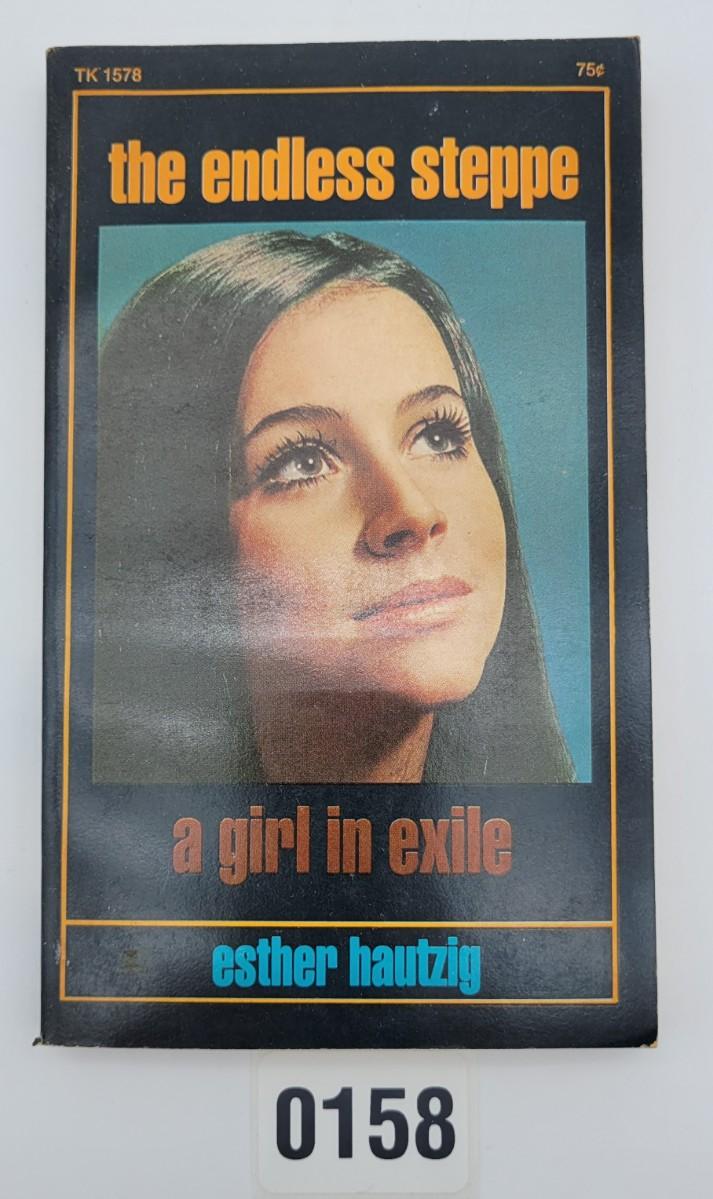 TK 1578 75¢
the endless steppe
a girl in exile
esther hautzig
0158